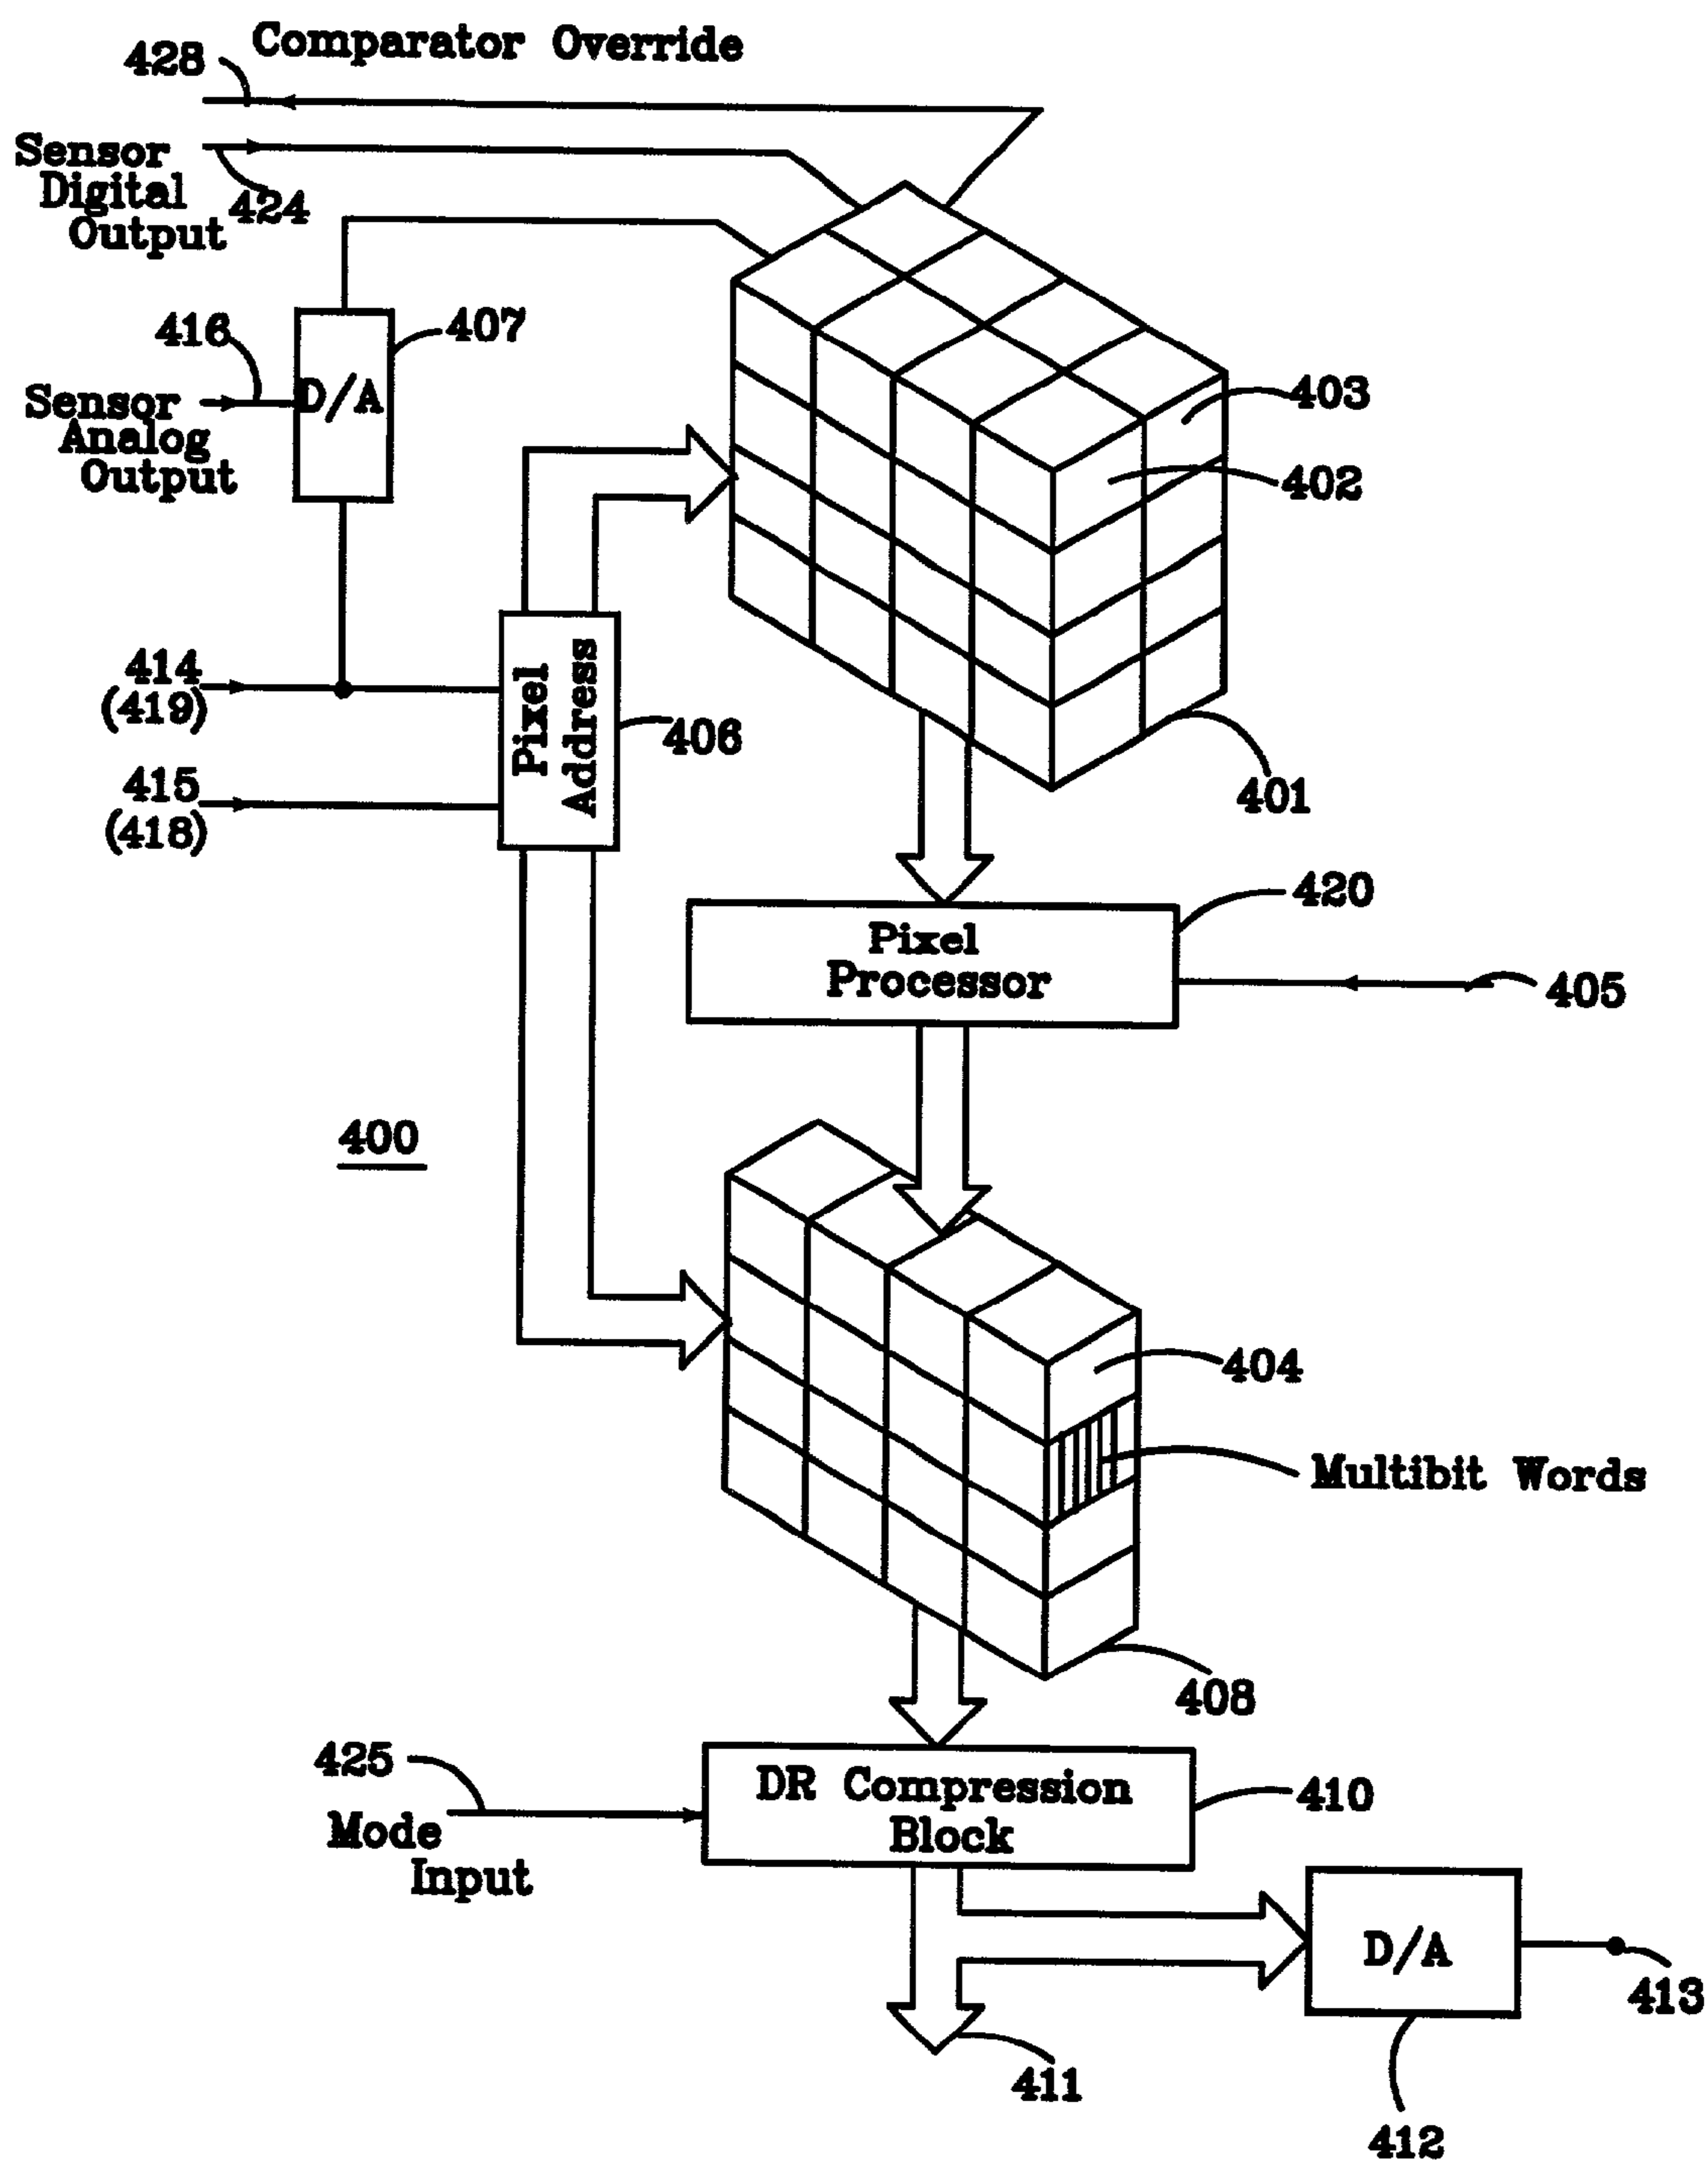 428 Comparator Override
Sensor
Digital
Output
424
416
407
D/A
Sensor
Analog
Output
403
402
414
(419)
415
(418)
Pixel
Address
406
401
420
Pixel
Processor
405
400
404
Multibit Words
408
425
Mode
Input
DR Compression
Block
410
D/A
413
411
412